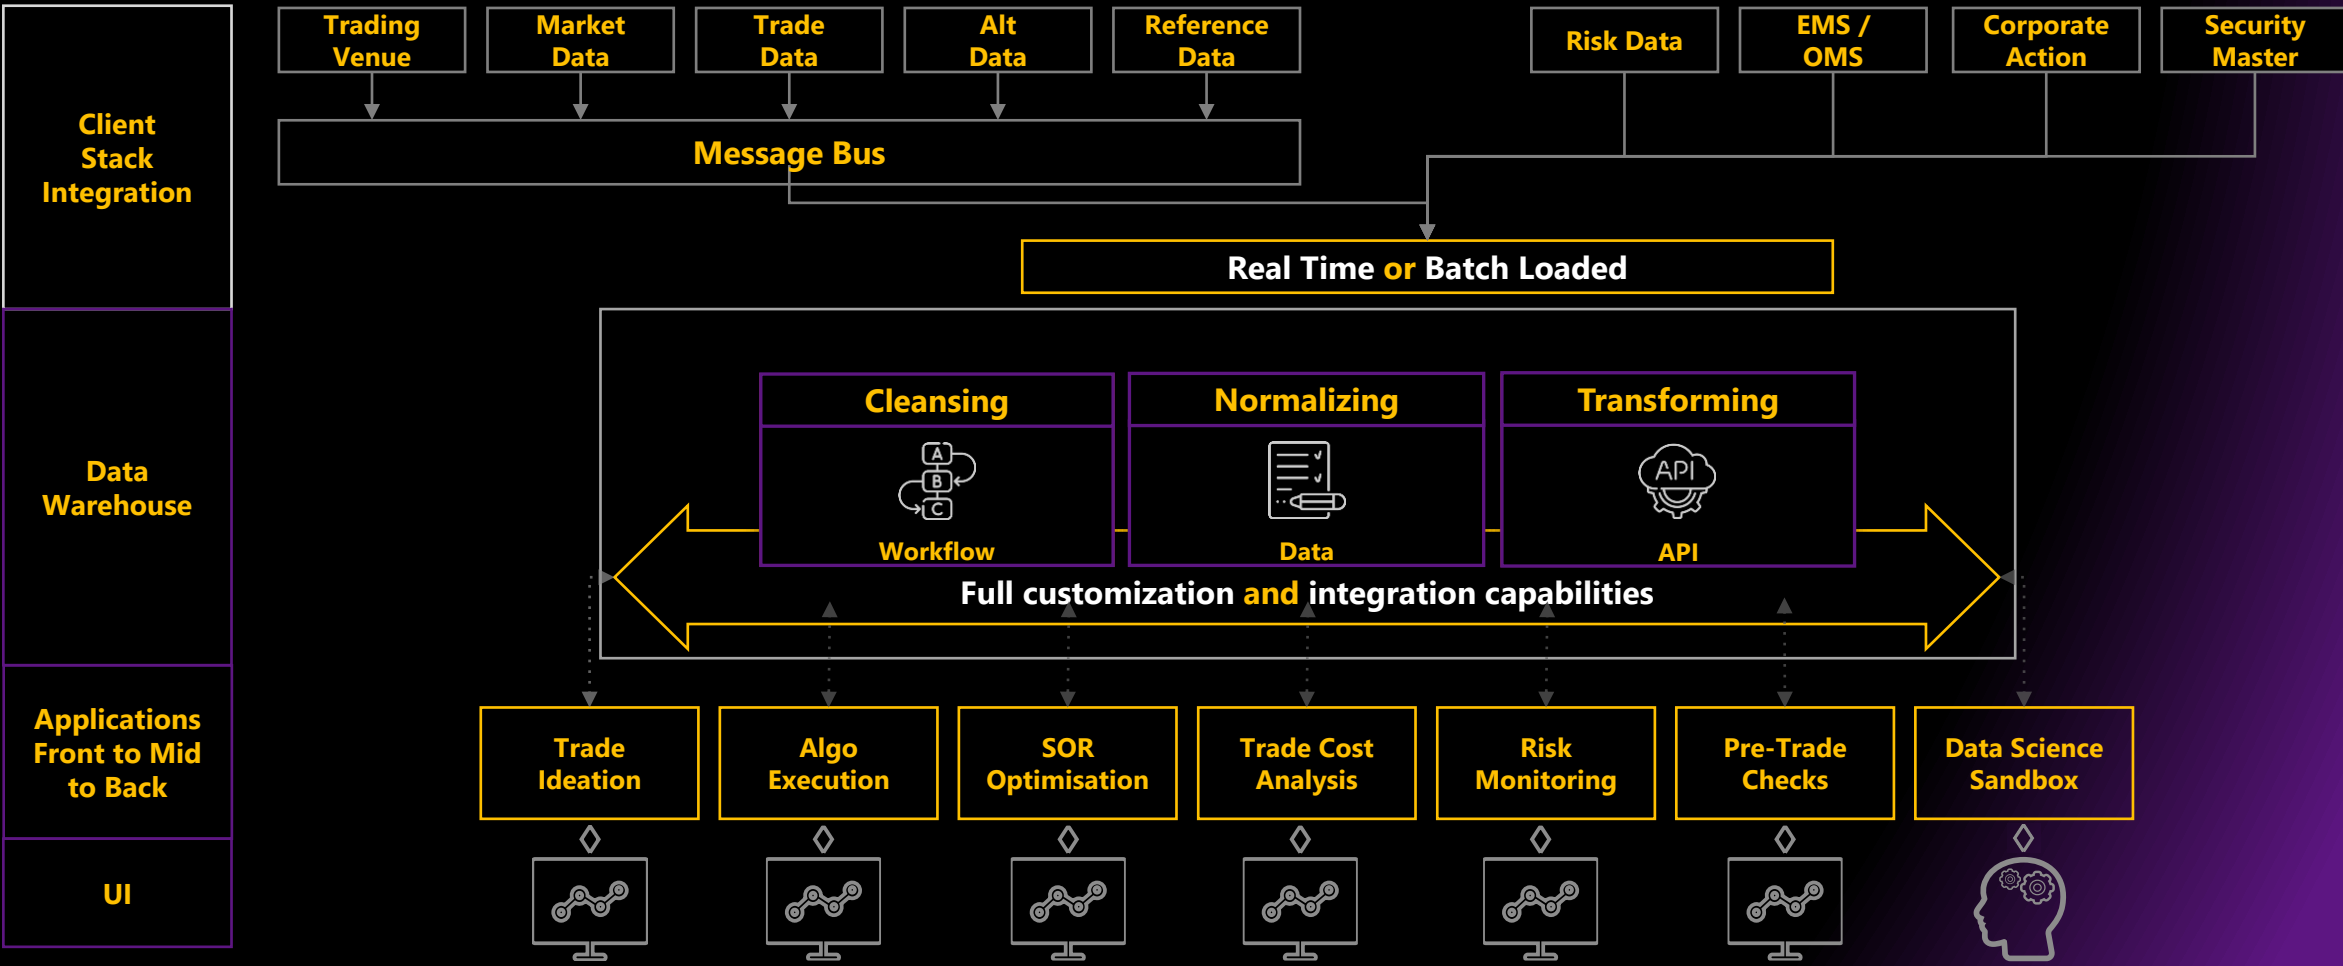 Client
Stack
Integration
Trading
Venue
Market
Data
Trade
Data
Alt
Data
Reference
Data
Risk Data
EMS /
OMS
Corporate
Action
Security
Master
Message Bus
Real Time or Batch Loaded
Data
Warehouse
Cleansing
A
B
C
Workflow
Normalizing
Data
Transforming
API
API
Full customization and integration capabilities
Applications
Front to Mid
to Back
Trade
Ideation
Algo
Execution
SOR
Optimisation
Trade Cost
Analysis
Risk
Monitoring
Pre-Trade
Checks
Data Science
Sandbox
UI